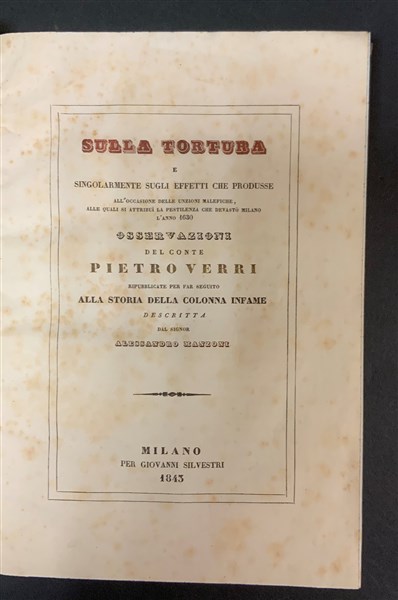 SULLA TORTURA
E
SINGOLARMENTE SUGLI EFFETTI CHE PRODUSSE
ALL'OCCASIONE DELLE UNZIONI MALEFICHE,
ALLE QUALI SI ATTRIBUÌ LA PESTILENZA CHE DEVASTÒ MILANO
L'ANNO 1630
OSSERVAZIONI
DEL CONTE
PIETRO VERRI
RIPUBBLICATE PER FAR SEGUITO
ALLA STORIA DELLA COLONNA INFAME
DESCRITTA
DAL SIGNOR
ALESSANDRO MANZONI
MILANO
PER GIOVANNI SILVESTRI
1843